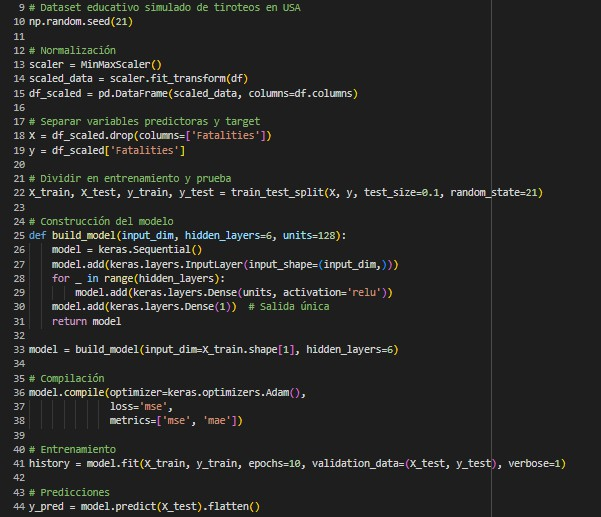 9 # Dataset educativo simulado de tiroteos en USA
10 np.random.seed(21)
11
12 # Normalización
13 scaler = MinMaxScaler()
14 scaled_data = scaler.fit_transform(df)
15 df_scaled = pd.DataFrame(scaled_data, columns=df.columns)
16
17 # Separar variables predictoras y target
18 X = df_scaled.drop(columns=['Fatalities'])
19 y = df_scaled['Fatalities']
20
21 # Dividir en entrenamiento y prueba
22 X_train, X_test, y_train, y_test = train_test_split(X, y, test_size=0.1, random_state=21)
23
24 # Construcción del modelo
25 def build_model(input_dim, hidden_layers=6, units=128):
26     model = keras.Sequential()
27     model.add(keras.layers.InputLayer(input_shape=(input_dim,)))
28     for _ in range(hidden_layers):
29         model.add(keras.layers.Dense(units, activation='relu'))
30     model.add(keras.layers.Dense(1))  # Salida única
31     return model
32
33 model = build_model(input_dim=X_train.shape[1], hidden_layers=6)
34
35 # Compilación
36 model.compile(optimizer=keras.optimizers.Adam(),
37               loss='mse',
38               metrics=['mse', 'mae'])
39
40 # Entrenamiento
41 history = model.fit(X_train, y_train, epochs=10, validation_data=(X_test, y_test), verbose=1)
42
43 # Predicciones
44 y_pred = model.predict(X_test).flatten()